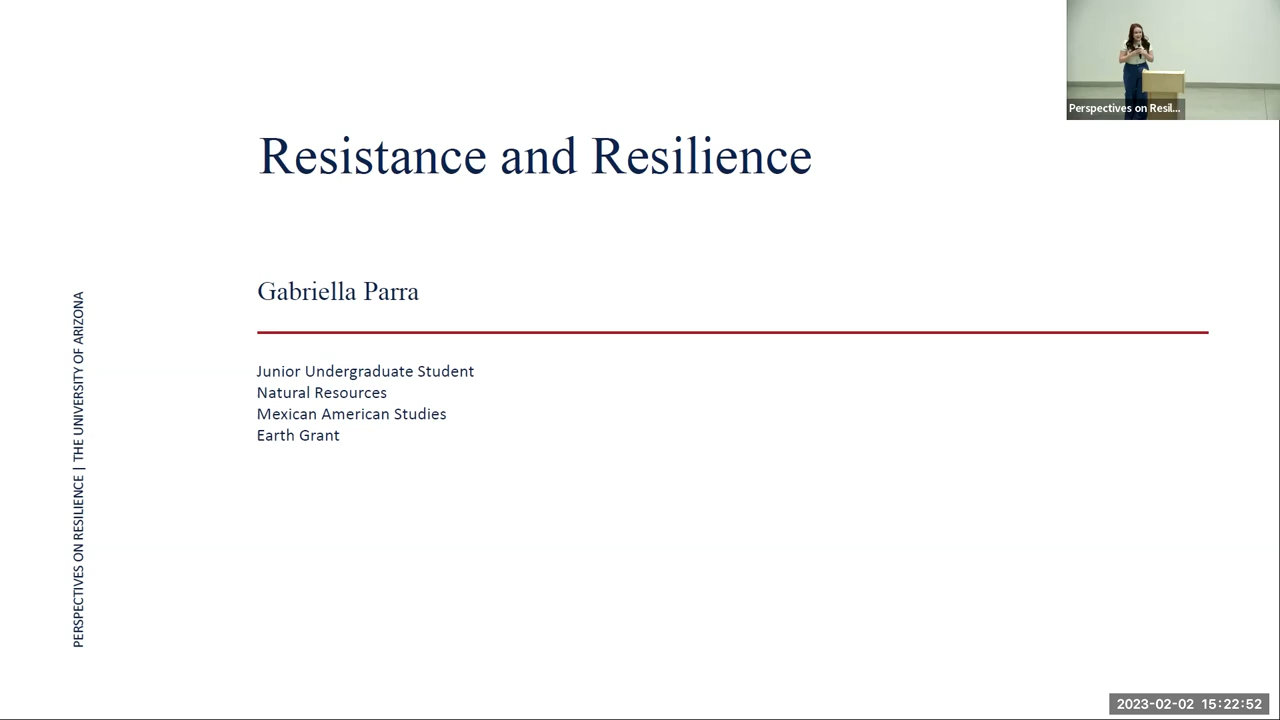 Perspectives on Resil...
Resistance and Resilience
Gabriella Parra
Junior Undergraduate Student
Natural Resources
Mexican American Studies
Earth Grant
PERSPECTIVES ON RESILIENCE | THE UNIVERSITY OF ARIZONA
2023-02-02 15:22:52